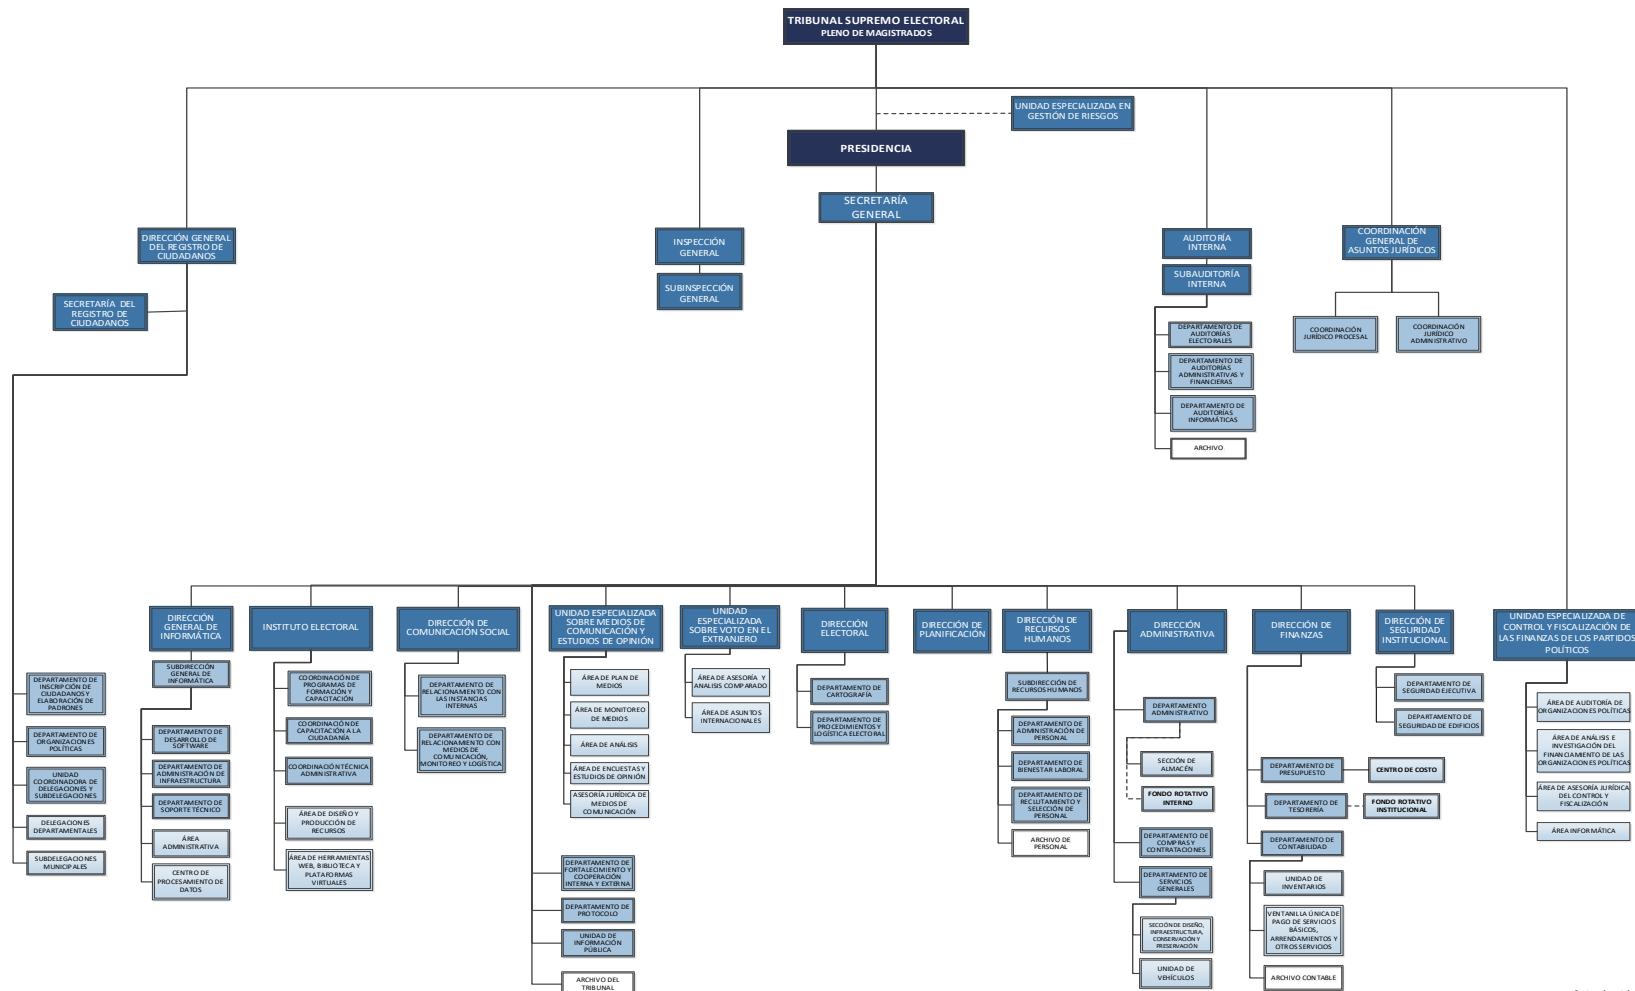 TRIBUNAL SUPREMO ELECTORAL
PLENO DE MAGISTRADOS
UNIDAD ESPECIALIZADA EN
GESTIÓN DE RIESGOS
PRESIDENCIA
SECRETARÍA
GENERAL
DIRECCIÓN GENERAL
DEL REGISTRO DE
CIUDADANOS
SECRETARÍA DEL
REGISTRO DE
CIUDADANOS
INSPECCIÓN
GENERAL
SUBINSPECCIÓN
GENERAL
AUDITORÍA
INTERNA
SUBAUDITORÍA
INTERNA
DEPARTAMENTO DE
AUDITORÍAS
ELECTORALES
DEPARTAMENTO DE
AUDITORÍAS
ADMINISTRATIVAS Y
FINANCIERAS
DEPARTAMENTO DE
AUDITORÍAS
INFORMÁTICAS
ARCHIVO
COORDINACIÓN
GENERAL DE
ASUNTOS JURÍDICOS
COORDINACIÓN
JURÍDICO PROCESAL
COORDINACIÓN
JURÍDICO
ADMINISTRATIVO
DEPARTAMENTO DE
INSCRIPCIÓN DE
CIUDADANOS Y
ELABORACIÓN DE
PADRONES
DEPARTAMENTO DE
ORGANIZACIONES
POLÍTICAS
UNIDAD
COORDINADORA DE
DELEGACIONES Y
SUBDELEGACIONES
DELEGACIONES
DEPARTAMENTALES
SUBDELEGACIONES
MUNICIPALES
DIRECCIÓN
GENERAL DE
INFORMÁTICA
SUBDIRECCIÓN
GENERAL DE
INFORMÁTICA
DEPARTAMENTO DE
DESARROLLO DE
SOFTWARE
DEPARTAMENTO DE
ADMINISTRACIÓN DE
INFRAESTRUCTURA
DEPARTAMENTO DE
SOPORTE TÉCNICO
ÁREA
ADMINISTRATIVA
CENTRO DE
PROCESAMIENTO DE
DATOS
INSTITUTO ELECTORAL
COORDINACIÓN DE
PROGRAMAS DE
FORMACIÓN Y
CAPACITACIÓN
COORDINACIÓN DE
CAPACITACIÓN A LA
CIUDADANÍA
COORDINACIÓN TÉCNICA
ADMINISTRATIVA
ÁREA DE DISEÑO Y
PRODUCCIÓN DE
RECURSOS
ÁREA DE HERRAMIENTAS
WEB, BIBLIOTECA Y
PLATAFORMAS
VIRTUALES
DIRECCIÓN DE
COMUNICACIÓN SOCIAL
DEPARTAMENTO DE
RELACIONAMIENTO CON
LAS INSTANCIAS
INTERNAS
DEPARTAMENTO DE
RELACIONAMIENTO CON
MEDIOS DE
COMUNICACIÓN,
MONITOREO Y LOGÍSTICA
UNIDAD ESPECIALIZADA
SOBRE MEDIOS DE
COMUNICACIÓN Y
ESTUDIOS DE OPINIÓN
ÁREA DE PLAN DE
MEDIOS
ÁREA DE MONITOREO
DE MEDIOS
ÁREA DE ANÁLISIS
ÁREA DE ENCUESTAS Y
ESTUDIOS DE OPINIÓN
ASESORÍA JURÍDICA DE
MEDIOS DE
COMUNICACIÓN
DEPARTAMENTO DE
FORTALECIMIENTO Y
COOPERACIÓN
INTERNA Y EXTERNA
DEPARTAMENTO DE
PROTOCOLO
UNIDAD DE
INFORMACIÓN
PÚBLICA
ARCHIVO DEL
TRIBUNAL
UNIDAD
ESPECIALIZADA
SOBRE VOTO EN EL
EXTRANJERO
ÁREA DE ASESORÍA Y
ANALISIS COMPARADO
ÁREA DE ASUNTOS
INTERNACIONALES
DIRECCIÓN
ELECTORAL
DEPARTAMENTO DE
CARTOGRAFÍA
DEPARTAMENTO DE
PROCEDIMIENTOS Y
LOGÍSTICA ELECTORAL
DIRECCIÓN DE
PLANIFICACIÓN
DIRECCIÓN DE
RECURSOS
HUMANOS
SUBDIRECCIÓN DE
RECURSOS HUMANOS
DEPARTAMENTO DE
ADMINISTRACIÓN DE
PERSONAL
DEPARTAMENTO DE
BIENESTAR LABORAL
DEPARTAMENTO DE
RECLUTAMIENTO Y
SELECCIÓN DE
PERSONAL
ARCHIVO DE
PERSONAL
DIRECCIÓN
ADMINISTRATIVA
DEPARTAMENTO
ADMINISTRATIVO
SECCIÓN DE
ALMACÉN
FONDO ROTATIVO
INTERNO
DEPARTAMENTO DE
COMPRAS Y
CONTRATACIONES
DEPARTAMENTO DE
SERVICIOS
GENERALES
SECCIÓN DE DISEÑO,
INFRAESTRUCTURA,
CONSERVACIÓN Y
PRESERVACIÓN
UNIDAD DE
VEHÍCULOS
DIRECCIÓN DE
FINANZAS
DEPARTAMENTO DE
PRESUPUESTO
CENTRO DE COSTO
DEPARTAMENTO DE
TESORERÍA
FONDO ROTATIVO
INSTITUCIONAL
DEPARTAMENTO DE
CONTABILIDAD
UNIDAD DE
INVENTARIOS
VENTANILLA ÚNICA DE
PAGO DE SERVICIOS
BÁSICOS,
ARRENDAMIENTOS Y
OTROS SERVICIOS
ARCHIVO CONTABLE
DIRECCIÓN DE
SEGURIDAD
INSTITUCIONAL
DEPARTAMENTO DE
SEGURIDAD EJECUTIVA
DEPARTAMENTO DE
SEGURIDAD DE EDIFICIOS
UNIDAD ESPECIALIZADA DE
CONTROL Y FISCALIZACIÓN DE
LAS FINANZAS DE LOS PARTIDOS
POLÍTICOS
ÁREA DE AUDITORÍA DE
ORGANIZACIONES POLÍTICAS
ÁREA DE ANÁLISIS E
INVESTIGACIÓN DEL
FINANCIAMIENTO DE LAS
ORGANIZACIONES POLÍTICAS
ÁREA DE ASESORÍA JURÍDICA
DEL CONTROL Y
FISCALIZACIÓN
ÁREA INFORMÁTICA